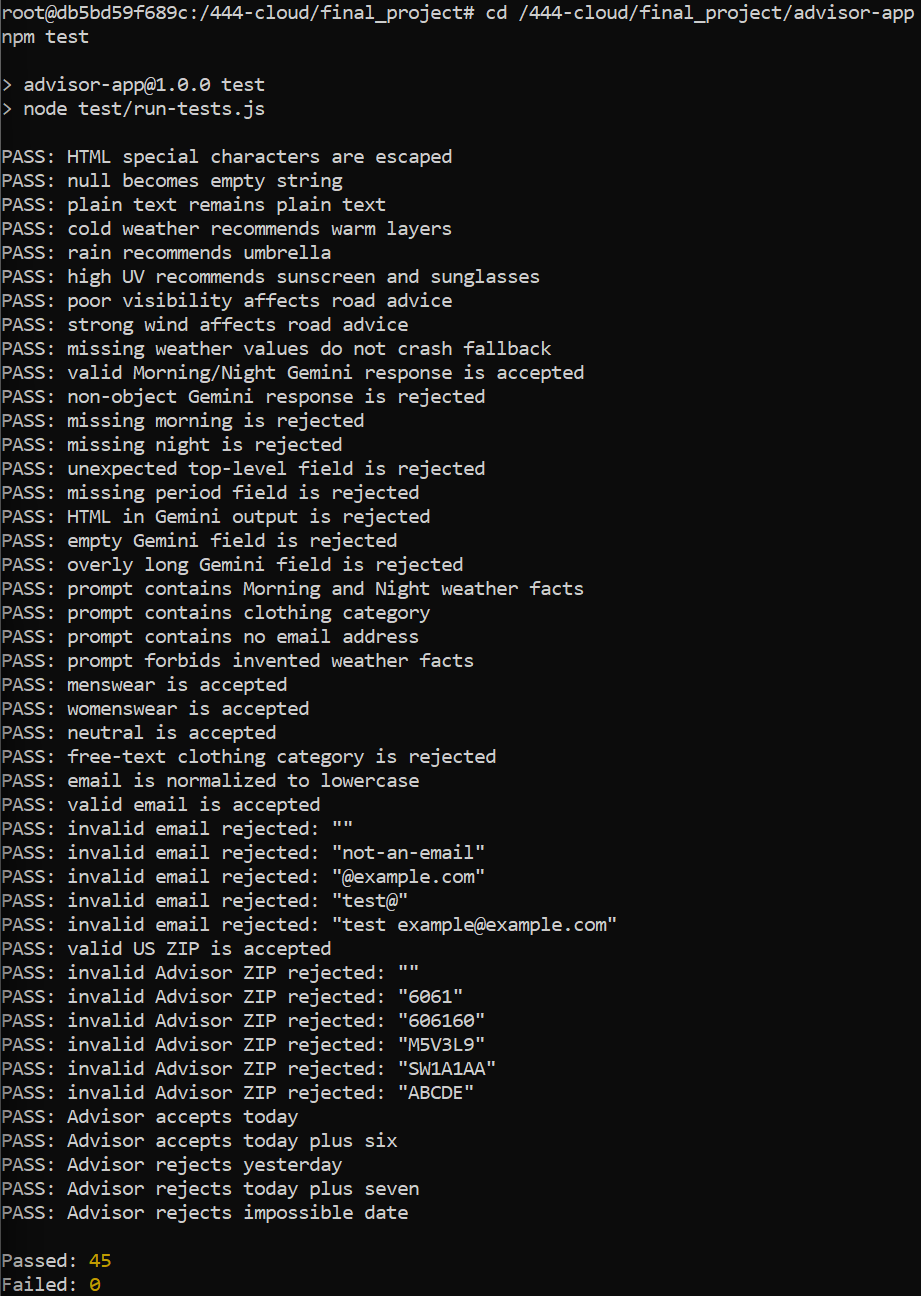 root@db5bd59f689c:/444-cloud/final_project# cd /444-cloud/final_project/advisor-app
npm test
> advisor-app@1.0.0 test
> node test/run-tests.js
PASS: HTML special characters are escaped
PASS: null becomes empty string
PASS: plain text remains plain text
PASS: cold weather recommends warm layers
PASS: rain recommends umbrella
PASS: high UV recommends sunscreen and sunglasses
PASS: poor visibility affects road advice
PASS: strong wind affects road advice
PASS: missing weather values do not crash fallback
PASS: valid Morning/Night Gemini response is accepted
PASS: non-object Gemini response is rejected
PASS: missing morning is rejected
PASS: missing night is rejected
PASS: unexpected top-level field is rejected
PASS: missing period field is rejected
PASS: HTML in Gemini output is rejected
PASS: empty Gemini field is rejected
PASS: overly long Gemini field is rejected
PASS: prompt contains Morning and Night weather facts
PASS: prompt contains clothing category
PASS: prompt contains no email address
PASS: prompt forbids invented weather facts
PASS: menswear is accepted
PASS: womenswear is accepted
PASS: neutral is accepted
PASS: free-text clothing category is rejected
PASS: email is normalized to lowercase
PASS: valid email is accepted
PASS: invalid email rejected: ""
PASS: invalid email rejected: "not-an-email"
PASS: invalid email rejected: "@example.com"
PASS: invalid email rejected: "test@"
PASS: invalid email rejected: "test example@example.com"
PASS: valid US ZIP is accepted
PASS: invalid Advisor ZIP rejected: ""
PASS: invalid Advisor ZIP rejected: "6061"
PASS: invalid Advisor ZIP rejected: "606160"
PASS: invalid Advisor ZIP rejected: "M5V3L9"
PASS: invalid Advisor ZIP rejected: "SW1A1AA"
PASS: invalid Advisor ZIP rejected: "ABCDE"
PASS: Advisor accepts today
PASS: Advisor accepts today plus six
PASS: Advisor rejects yesterday
PASS: Advisor rejects today plus seven
PASS: Advisor rejects impossible date
Passed: 45
Failed: 0